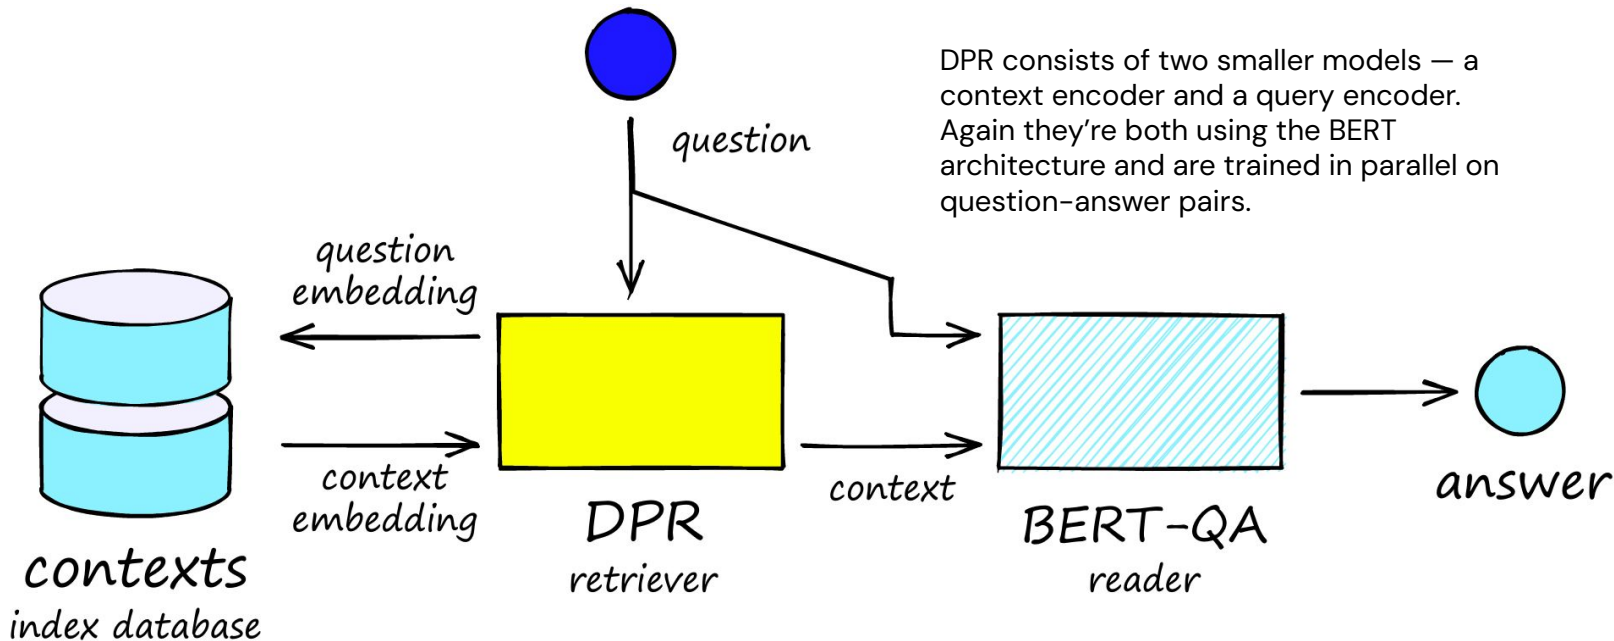 DPR consists of two smaller models — a
context encoder and a query encoder.
Again they're both using the BERT
architecture and are trained in parallel on
question-answer pairs.
question
question
embedding
context
embedding
context
contexts
index database
DPR
retriever
BERT-QA
reader
answer